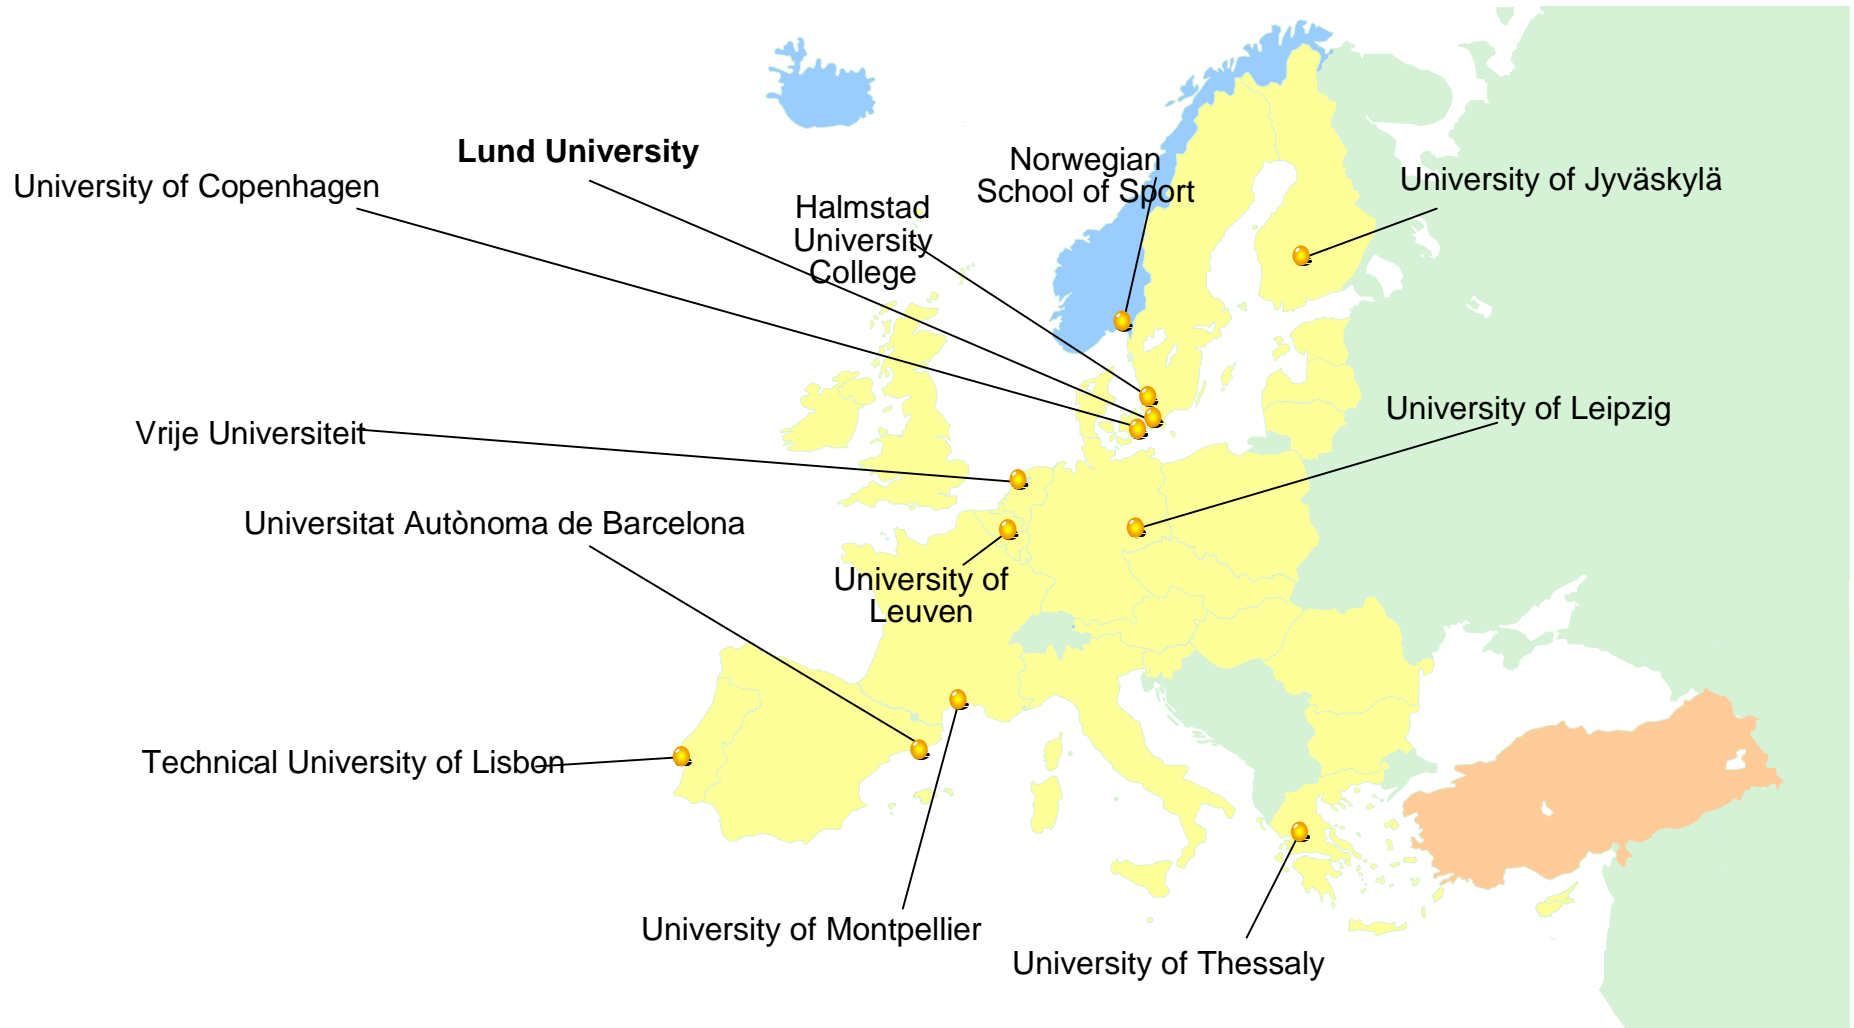 Lund University
University of Copenhagen
Norwegian
School of Sport
University of Jyväskylä
Halmstad
University
College
University of Leipzig
Vrije Universiteit
Universitat Autònoma de Barcelona
University of
Leuven
Technical University of Lisbon
University of Montpellier
University of Thessaly